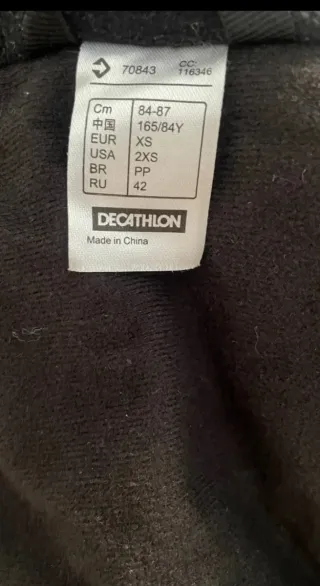 70843 CC: 116346
Cm 84-87
中国 165/84Y
EUR XS
USA 2XS
BR PP
RU 42
DECATHLON
Made in China